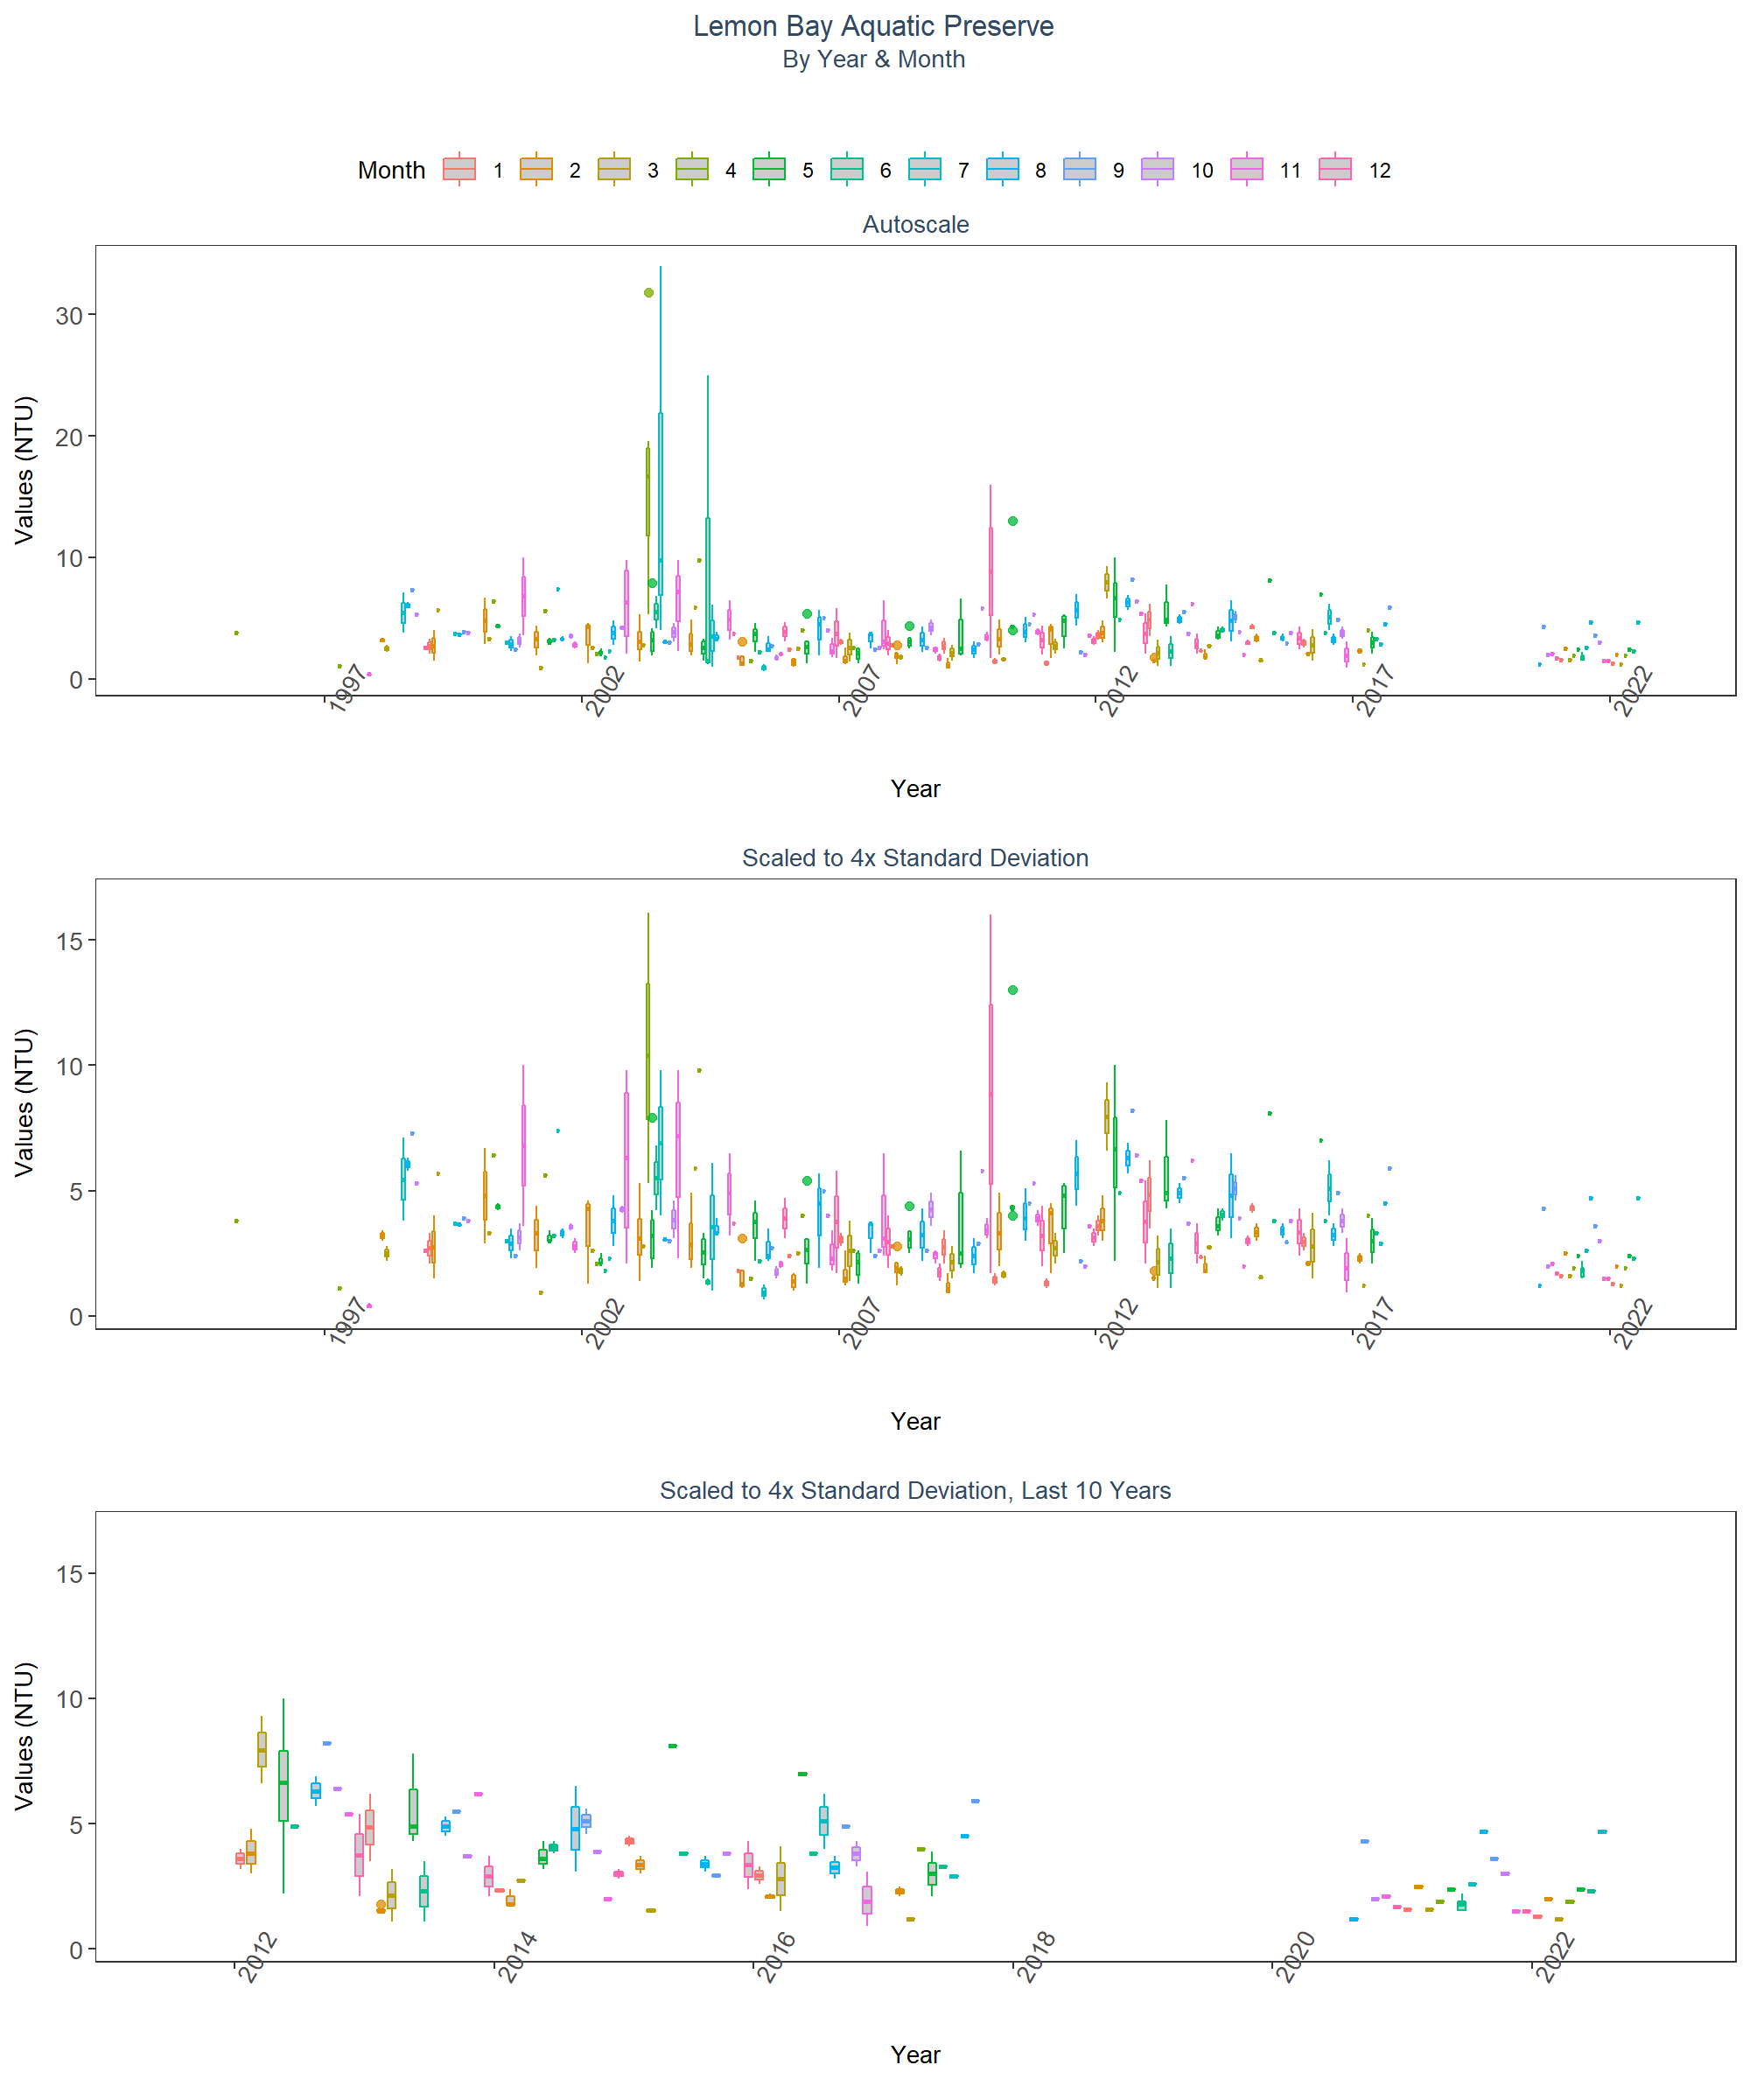 Lemon Bay Aquatic Preserve
By Year & Month
Month 1 2 3 4 5 6 7 8 9 10 11 12
Autoscale
Values (NTU)
30
20
10
0
1997 2002 2007 2012 2017 2022
Year
Scaled to 4x Standard Deviation
Values (NTU)
15
10
5
0
1997 2002 2007 2012 2017 2022
Year
Scaled to 4x Standard Deviation, Last 10 Years
Values (NTU)
15
10
5
0
2012 2014 2016 2018 2020 2022
Year